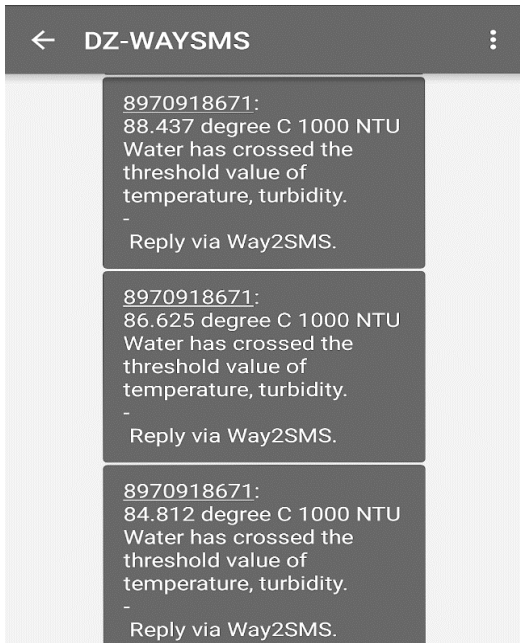 DZ-WAYSMS
8970918671:
88.437 degree C 1000 NTU
Water has crossed the
threshold value of
temperature, turbidity.
-
Reply via Way2SMS.
8970918671:
86.625 degree C 1000 NTU
Water has crossed the
threshold value of
temperature, turbidity.
-
Reply via Way2SMS.
8970918671:
84.812 degree C 1000 NTU
Water has crossed the
threshold value of
temperature, turbidity.
-
Reply via Way2SMS.